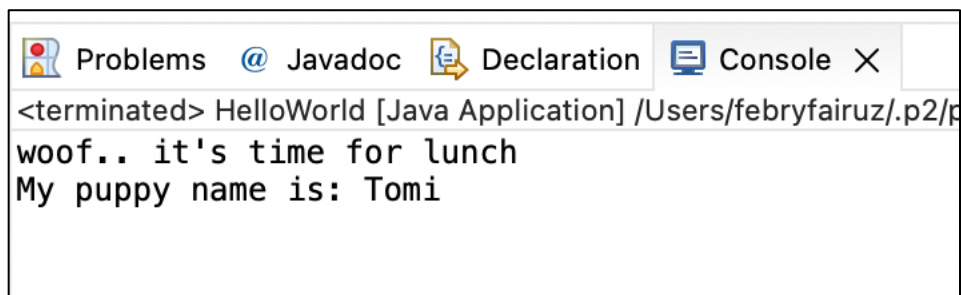 Problems @ Javadoc Declaration Console
<terminated> HelloWorld [Java Application] /Users/febryfairuz/.p2/p
woof.. it's time for lunch
My puppy name is: Tomi